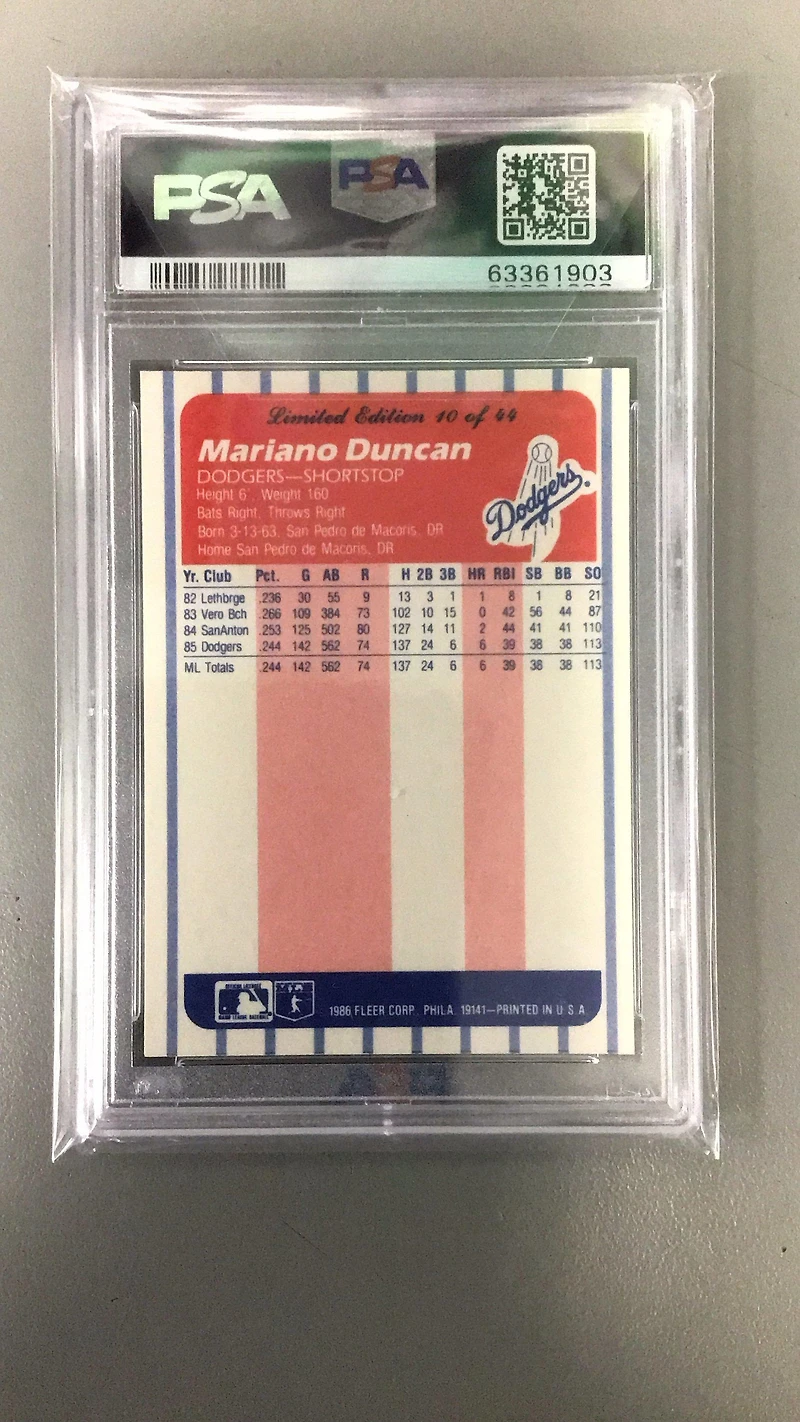 PSA
PSA
63361903
Limited Edition 10 of 44
Mariano Duncan
DODGERS—SHORTSTOP
Height 6', Weight 160
Bats Right, Throws Right
Born 3-13-63, San Pedro de Macoris, DR
Home San Pedro de Macoris, DR
Dodgers.
Yr. Club Pct. G AB R H 2B 3B HR RBI SB BB SO
82 Lethbrge .236 30 55 9 13 3 1 1 8 1 8 21
83 Vero Bch .266 109 384 73 102 10 15 0 42 56 44 87
84 SanAnton .253 125 502 80 127 14 11 2 44 41 41 110
85 Dodgers .244 142 562 74 137 24 6 6 39 38 38 113
ML Totals .244 142 562 74 137 24 6 6 39 38 38 113
1986 FLEER CORP. PHILA. 19141—PRINTED IN U.S.A.